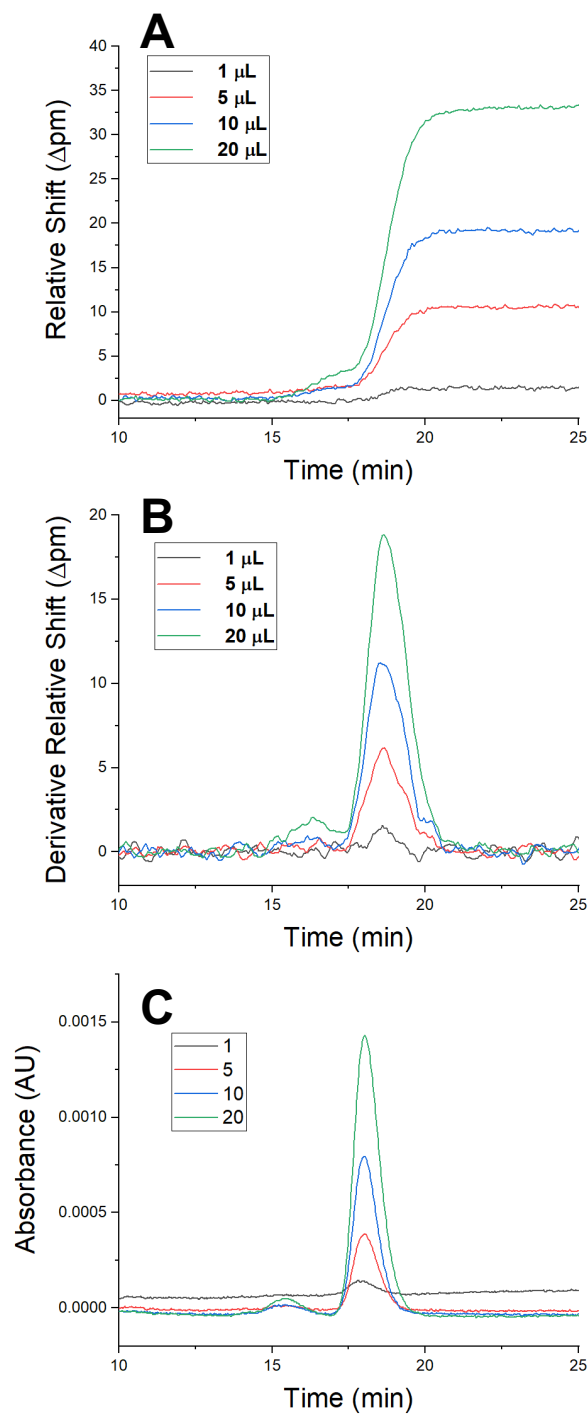 A
1 μL
5 μL
10 μL
20 μL
Relative Shift (Δpm)
40
35
30
25
20
15
10
5
0
10 15 20 25
Time (min)
B
1 μL
5 μL
10 μL
20 μL
Derivative Relative Shift (Δpm)
20
15
10
5
0
10 15 20 25
Time (min)
C
1
5
10
20
Absorbance (AU)
0.0015
0.0010
0.0005
0.0000
10 15 20 25
Time (min)